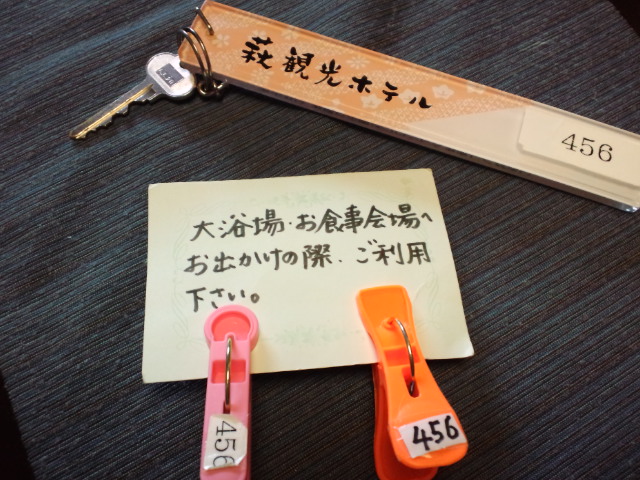 萩観光ホテル
456
大浴場・お食事会場へ
お出かけの際、ご利用
下さい。
456
456